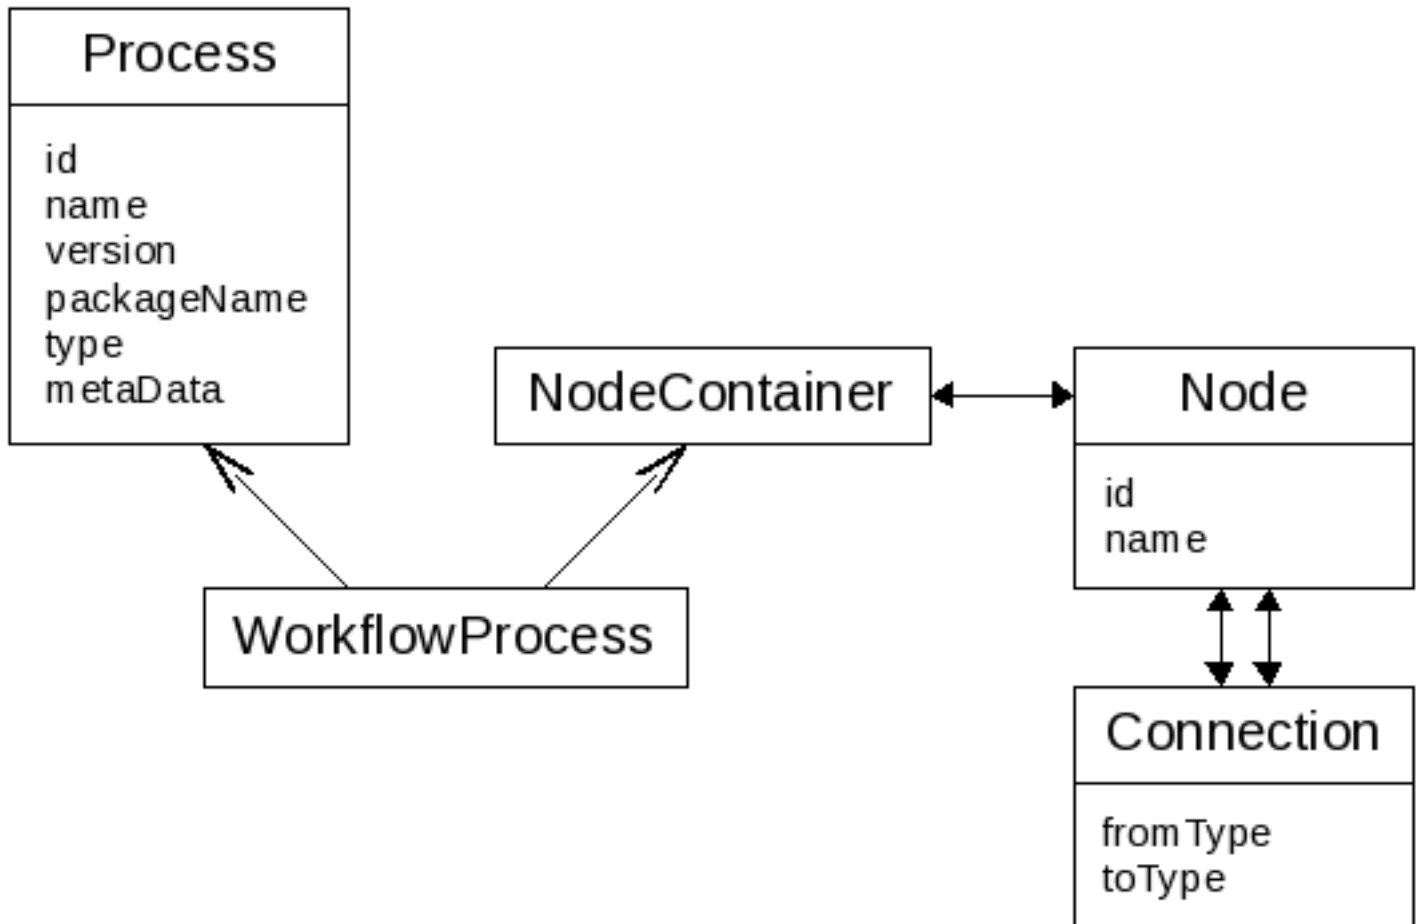 Process
id
name
version
packageName
type
metaData
NodeContainer
Node
id
name
WorkflowProcess
Connection
fromType
toType